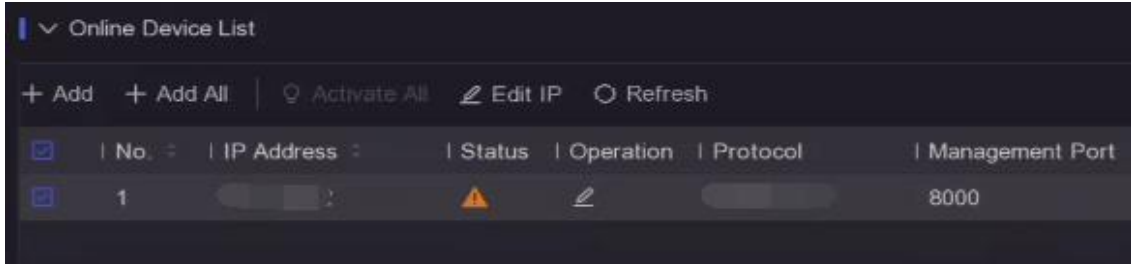 Online Device List
+ Add + Add All Activate All Edit IP Refresh
No. IP Address Status Operation Protocol Management Port
1 8000